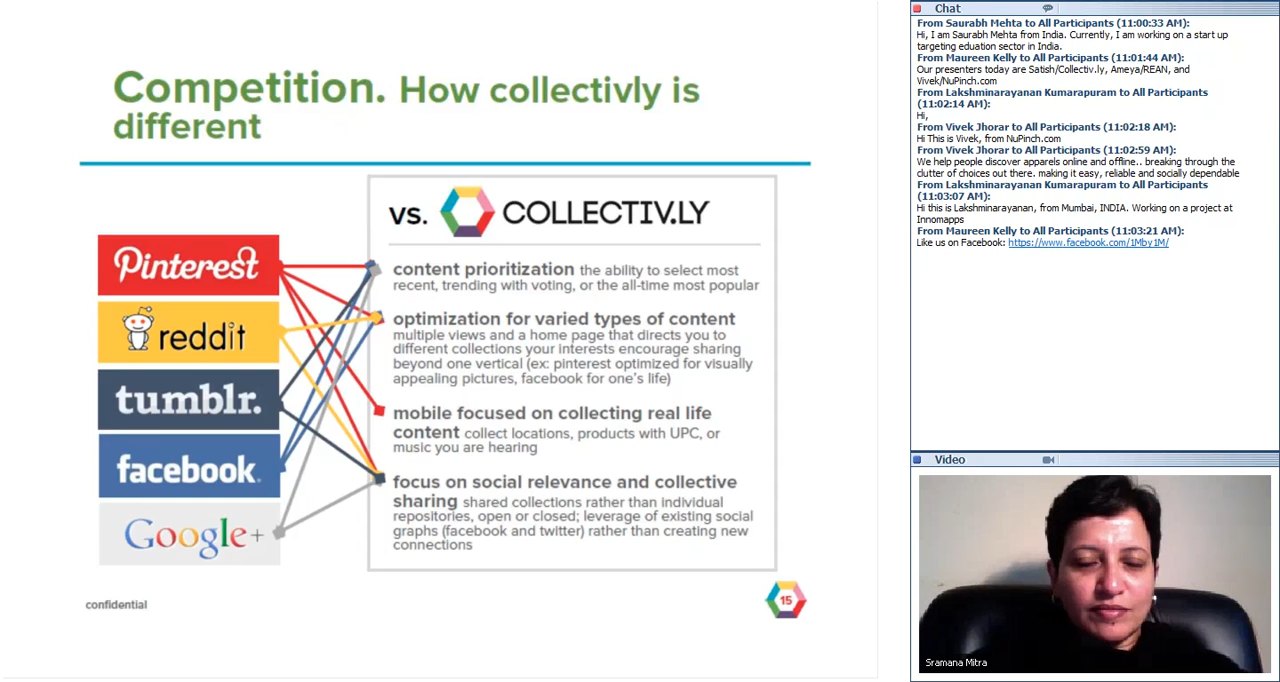 Competition. How collectivly is
different
Pinterest
reddit
tumblr.
facebook
Google+
vs. COLLECTIV.LY
content prioritization the ability to select most
recent, trending with voting, or the all-time most popular
optimization for varied types of content
multiple views and a home page that directs you to
different collections your interests encourage sharing
beyond one vertical (ex: pinterest optimized for visually
appealing pictures, facebook for one's life)
mobile focused on collecting real life
content collect locations, products with UPC, or
music you are hearing
focus on social relevance and collective
sharing shared collections rather than individual
repositories, open or closed; leverage of existing social
graphs (facebook and twitter) rather than creating new
connections
confidential
15
Chat
From Saurabh Mehta to All Participants (11:00:33 AM):
Hi, I am Saurabh Mehta from India. Currently, I am working on a start up
targeting eduation sector in India.
From Maureen Kelly to All Participants (11:01:44 AM):
Our presenters today are Satish/Collectiv.ly, Ameya/REAN, and
Vivek/NuPinch.com
From Lakshminarayanan Kumarapuram to All Participants
(11:02:14 AM):
Hi,
From Vivek Jhorar to All Participants (11:02:18 AM):
Hi This is Vivek, from NuPinch.com
From Vivek Jhorar to All Participants (11:02:59 AM):
We help people discover apparels online and offline.. breaking through the
clutter of choices out there. making it easy, reliable and socially dependable
From Lakshminarayanan Kumarapuram to All Participants
(11:03:07 AM):
Hi this is Lakshminarayanan, from Mumbai, INDIA. Working on a project at
Innomapps
From Maureen Kelly to All Participants (11:03:21 AM):
Like us on Facebook: https://www.facebook.com/1Mby1M/
Video
Sramana Mitra